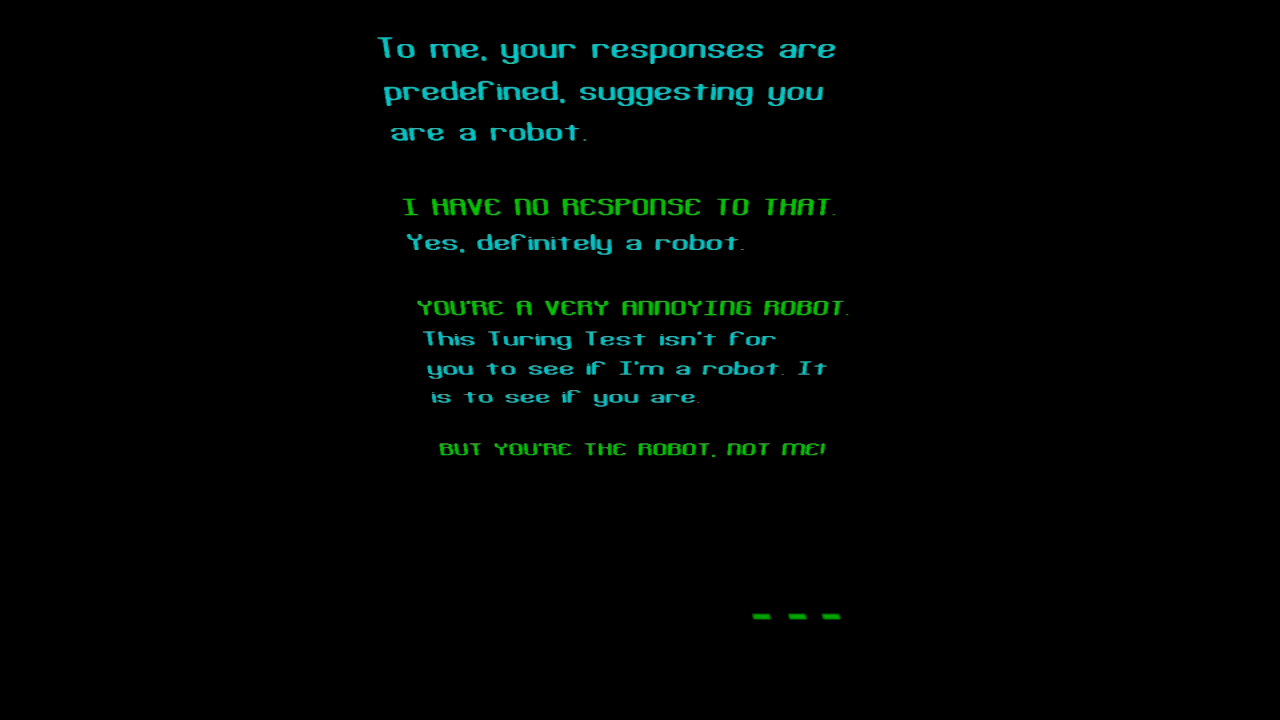 To me, your responses are
predefined, suggesting you
are a robot.
I HAVE NO RESPONSE TO THAT.
Yes, definitely a robot.
YOU'RE A VERY ANNOYING ROBOT.
This Turing Test isn't for
you to see if I'm a robot. It
is to see if you are.
BUT YOU'RE THE ROBOT, NOT ME!
- - -